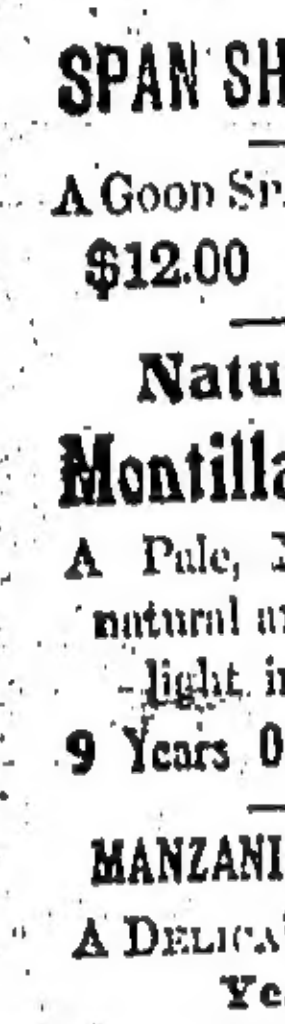 SPAN SH
A GOOD SP
$12.00
Natu
Montilla
A Pale,
natural a
light, in
9 Years O
MANZANI
A DELICA
Ye